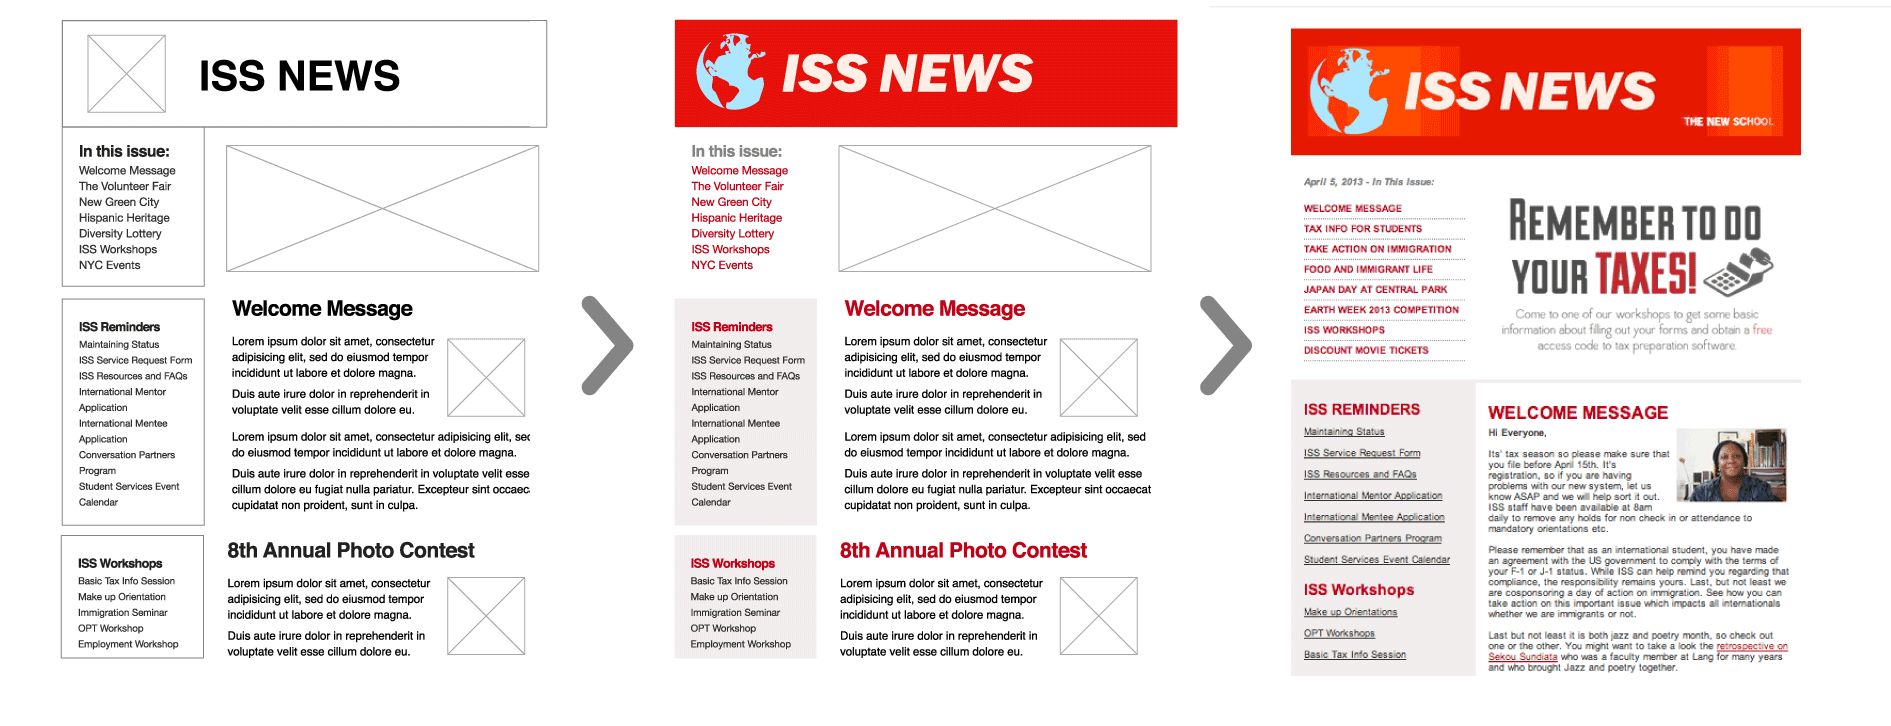 ISS NEWS
In this issue:
Welcome Message
The Volunteer Fair
New Green City
Hispanic Heritage
Diversity Lottery
ISS Workshops
NYC Events
ISS Reminders
Maintaining Status
ISS Service Request Form
ISS Resources and FAQs
International Mentor
Application
International Mentee
Application
Conversation Partners
Program
Student Services Event
Calendar
ISS Workshops
Basic Tax Info Session
Make up Orientation
Immigration Seminar
OPT Workshop
Employment Workshop
Welcome Message
Lorem ipsum dolor sit amet, consectetur
adipisicing elit, sed do eiusmod tempor
incididunt ut labore et dolore magna.
Duis aute irure dolor in reprehenderit in
voluptate velit esse cillum dolore eu.
Lorem ipsum dolor sit amet, consectetur adipisicing elit, sed
do eiusmod tempor incididunt ut labore et dolore magna.
Duis aute irure dolor in reprehenderit in voluptate velit esse
cillum dolore eu fugiat nulla pariatur. Excepteur sint occaec
cupidatat non proident, sunt in culpa.
8th Annual Photo Contest
Lorem ipsum dolor sit amet, consectetur
adipisicing elit, sed do eiusmod tempor
incididunt ut labore et dolore magna.
Duis aute irure dolor in reprehenderit in
voluptate velit esse cillum dolore eu.
ISS NEWS
In this issue:
Welcome Message
The Volunteer Fair
New Green City
Hispanic Heritage
Diversity Lottery
ISS Workshops
NYC Events
ISS Reminders
Maintaining Status
ISS Service Request Form
ISS Resources and FAQs
International Mentor
Application
International Mentee
Application
Conversation Partners
Program
Student Services Event
Calendar
ISS Workshops
Basic Tax Info Session
Make up Orientation
Immigration Seminar
OPT Workshop
Employment Workshop
Welcome Message
Lorem ipsum dolor sit amet, consectetur
adipisicing elit, sed do eiusmod tempor
incididunt ut labore et dolore magna.
Duis aute irure dolor in reprehenderit in
voluptate velit esse cillum dolore eu.
Lorem ipsum dolor sit amet, consectetur adipisicing elit, sed
do eiusmod tempor incididunt ut labore et dolore magna.
Duis aute irure dolor in reprehenderit in voluptate velit esse
cillum dolore eu fugiat nulla pariatur. Excepteur sint occaecat
cupidatat non proident, sunt in culpa.
8th Annual Photo Contest
Lorem ipsum dolor sit amet, consectetur
adipisicing elit, sed do eiusmod tempor
incididunt ut labore et dolore magna.
Duis aute irure dolor in reprehenderit in
voluptate velit esse cillum dolore eu.
ISS NEWS
THE NEW SCHOOL
April 5, 2013 - In This Issue:
WELCOME MESSAGE
TAX INFO FOR STUDENTS
TAKE ACTION ON IMMIGRATION
FOOD AND IMMIGRANT LIFE
JAPAN DAY AT CENTRAL PARK
EARTH WEEK 2013 COMPETITION
ISS WORKSHOPS
DISCOUNT MOVIE TICKETS
REMEMBER TO DO
YOUR TAXES!
Come to one of our workshops to get some basic
information about filling out your forms and obtain a free
access code to tax preparation software.
ISS REMINDERS
Maintaining Status
ISS Service Request Form
ISS Resources and FAQs
International Mentor Application
International Mentee Application
Conversation Partners Program
Student Services Event Calendar
ISS Workshops
Make up Orientations
OPT Workshops
Basic Tax Info Session
WELCOME MESSAGE
Hi Everyone,
Its' tax season so please make sure that
you file before April 15th. It's
registration, so if you are having
problems with our new system, let us
know ASAP and we will help sort it out.
ISS staff have been available at 8am
daily to remove any holds for non check in or attendance to
mandatory orientations etc.
Please remember that as an international student, you have made
an agreement with the US government to comply with the terms of
your F-1 or J-1 status. While ISS can help remind you regarding that
compliance, the responsibility remains yours. Last, but not least we
are cosponsoring a day of action on immigration. See how you can
take action on this important issue which impacts all internationals
whether we are immigrants or not.
Last but not least it is both jazz and poetry month, so check out
one or the other. You might want to take a look the retrospective on
Sekou Sundiata who was a faculty member at Lang for many years
and who brought Jazz and poetry together.